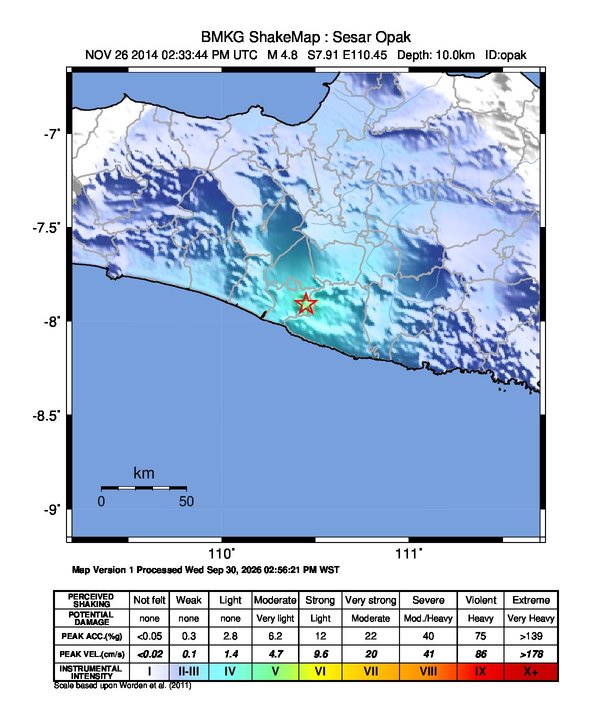 BMKG ShakeMap : Sesar Opak
NOV 26 2014 02:33:44 PM UTC M 4.8 S7.91 E110.45 Depth: 10.0km ID:opak
-7°
-7.5°
-8°
-8.5°
-9°
km
0 50
110° 111°
Map Version 1 Processed Wed Sep 30, 2026 02:56:21 PM WST
PERCEIVED SHAKING Not felt Weak Light Moderate Strong Very strong Severe Violent Extreme
POTENTIAL DAMAGE none none none Very light Light Moderate Mod./Heavy Heavy Very Heavy
PEAK ACC.(%g) <0.05 0.3 2.8 6.2 12 22 40 75 >139
PEAK VEL.(cm/s) <0.02 0.1 1.4 4.7 9.6 20 41 86 >178
INSTRUMENTAL INTENSITY I II-III IV V VI VII VIII IX X+
Scale based upon Worden et al. (2011)